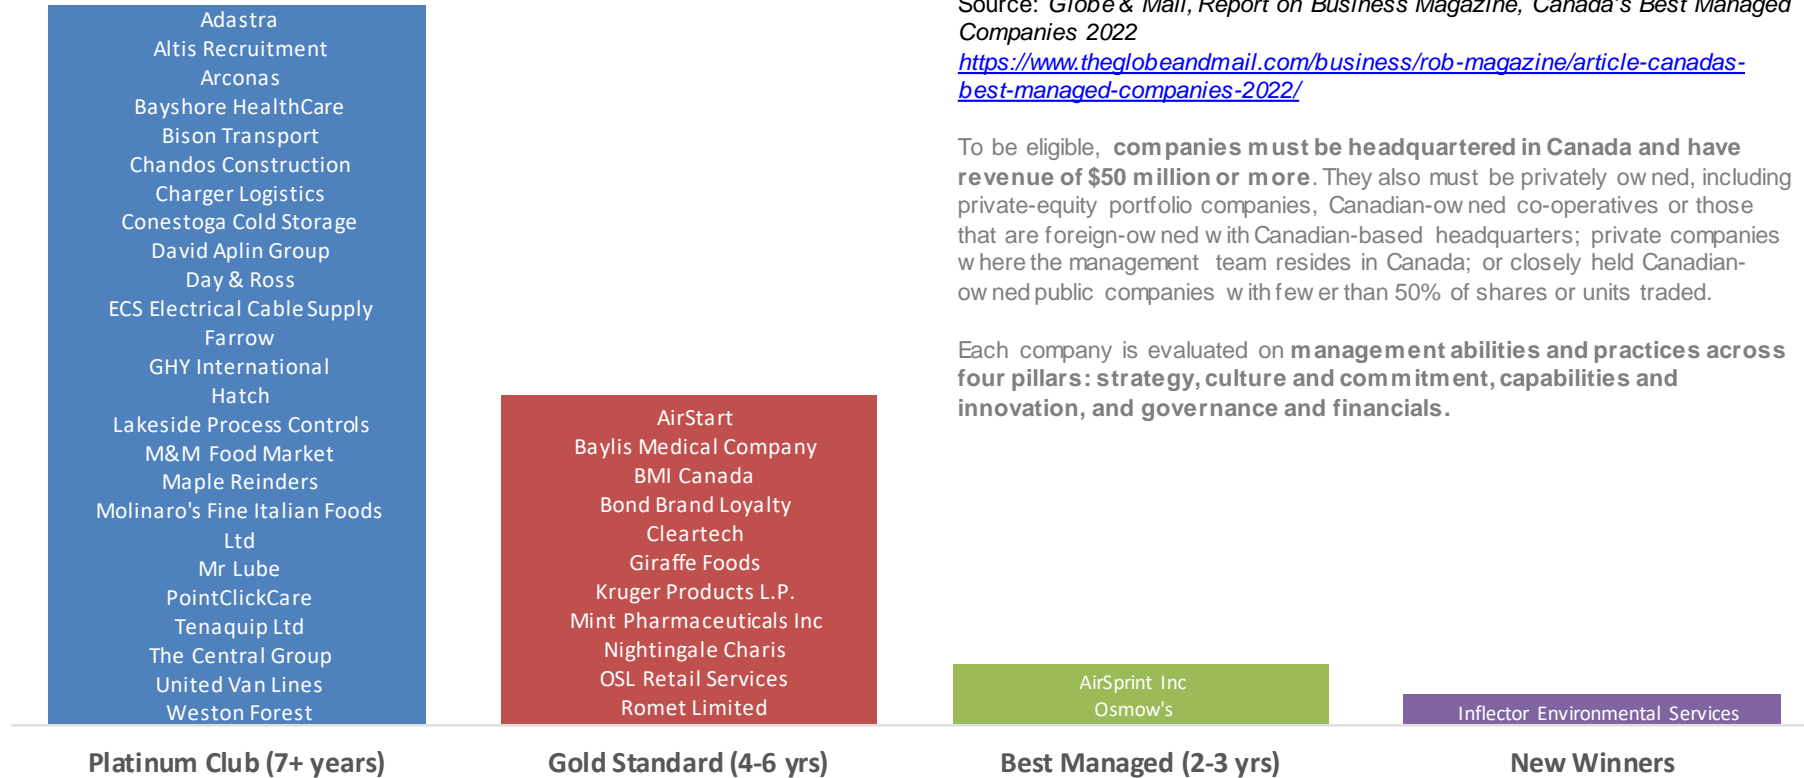 Adastra
Altis Recruitment
Arconas
Bayshore HealthCare
Bison Transport
Chandos Construction
Charger Logistics
Conestoga Cold Storage
David Aplin Group
Day & Ross
ECS Electrical Cable Supply
Farrow
GHY International
Hatch
Lakeside Process Controls
M&M Food Market
Maple Reinders
Molinaro's Fine Italian Foods
Ltd
Mr Lube
PointClickCare
Tenaquip Ltd
The Central Group
United Van Lines
Weston Forest
Platinum Club (7+ years)
AirStart
Baylis Medical Company
BMI Canada
Bond Brand Loyalty
Cleartech
Giraffe Foods
Kruger Products L.P.
Mint Pharmaceuticals Inc
Nightingale Charis
OSL Retail Services
Romet Limited
Gold Standard (4-6 yrs)
Source: Globe & Mail, Report on Business Magazine, Canada's Best Managed
Companies 2022
https://www.theglobeandmail.com/business/rob-magazine/article-canadas-
best-managed-companies-2022/
To be eligible, companies must be headquartered in Canada and have
revenue of $50 million or more. They also must be privately owned, including
private-equity portfolio companies, Canadian-owned co-operatives or those
that are foreign-owned with Canadian-based headquarters; private companies
where the management team resides in Canada; or closely held Canadian-
owned public companies with fewer than 50% of shares or units traded.
Each company is evaluated on management abilities and practices across
four pillars: strategy, culture and commitment, capabilities and
innovation, and governance and financials.
AirSprint Inc
Osmow's
Best Managed (2-3 yrs)
Inflector Environmental Services
New Winners